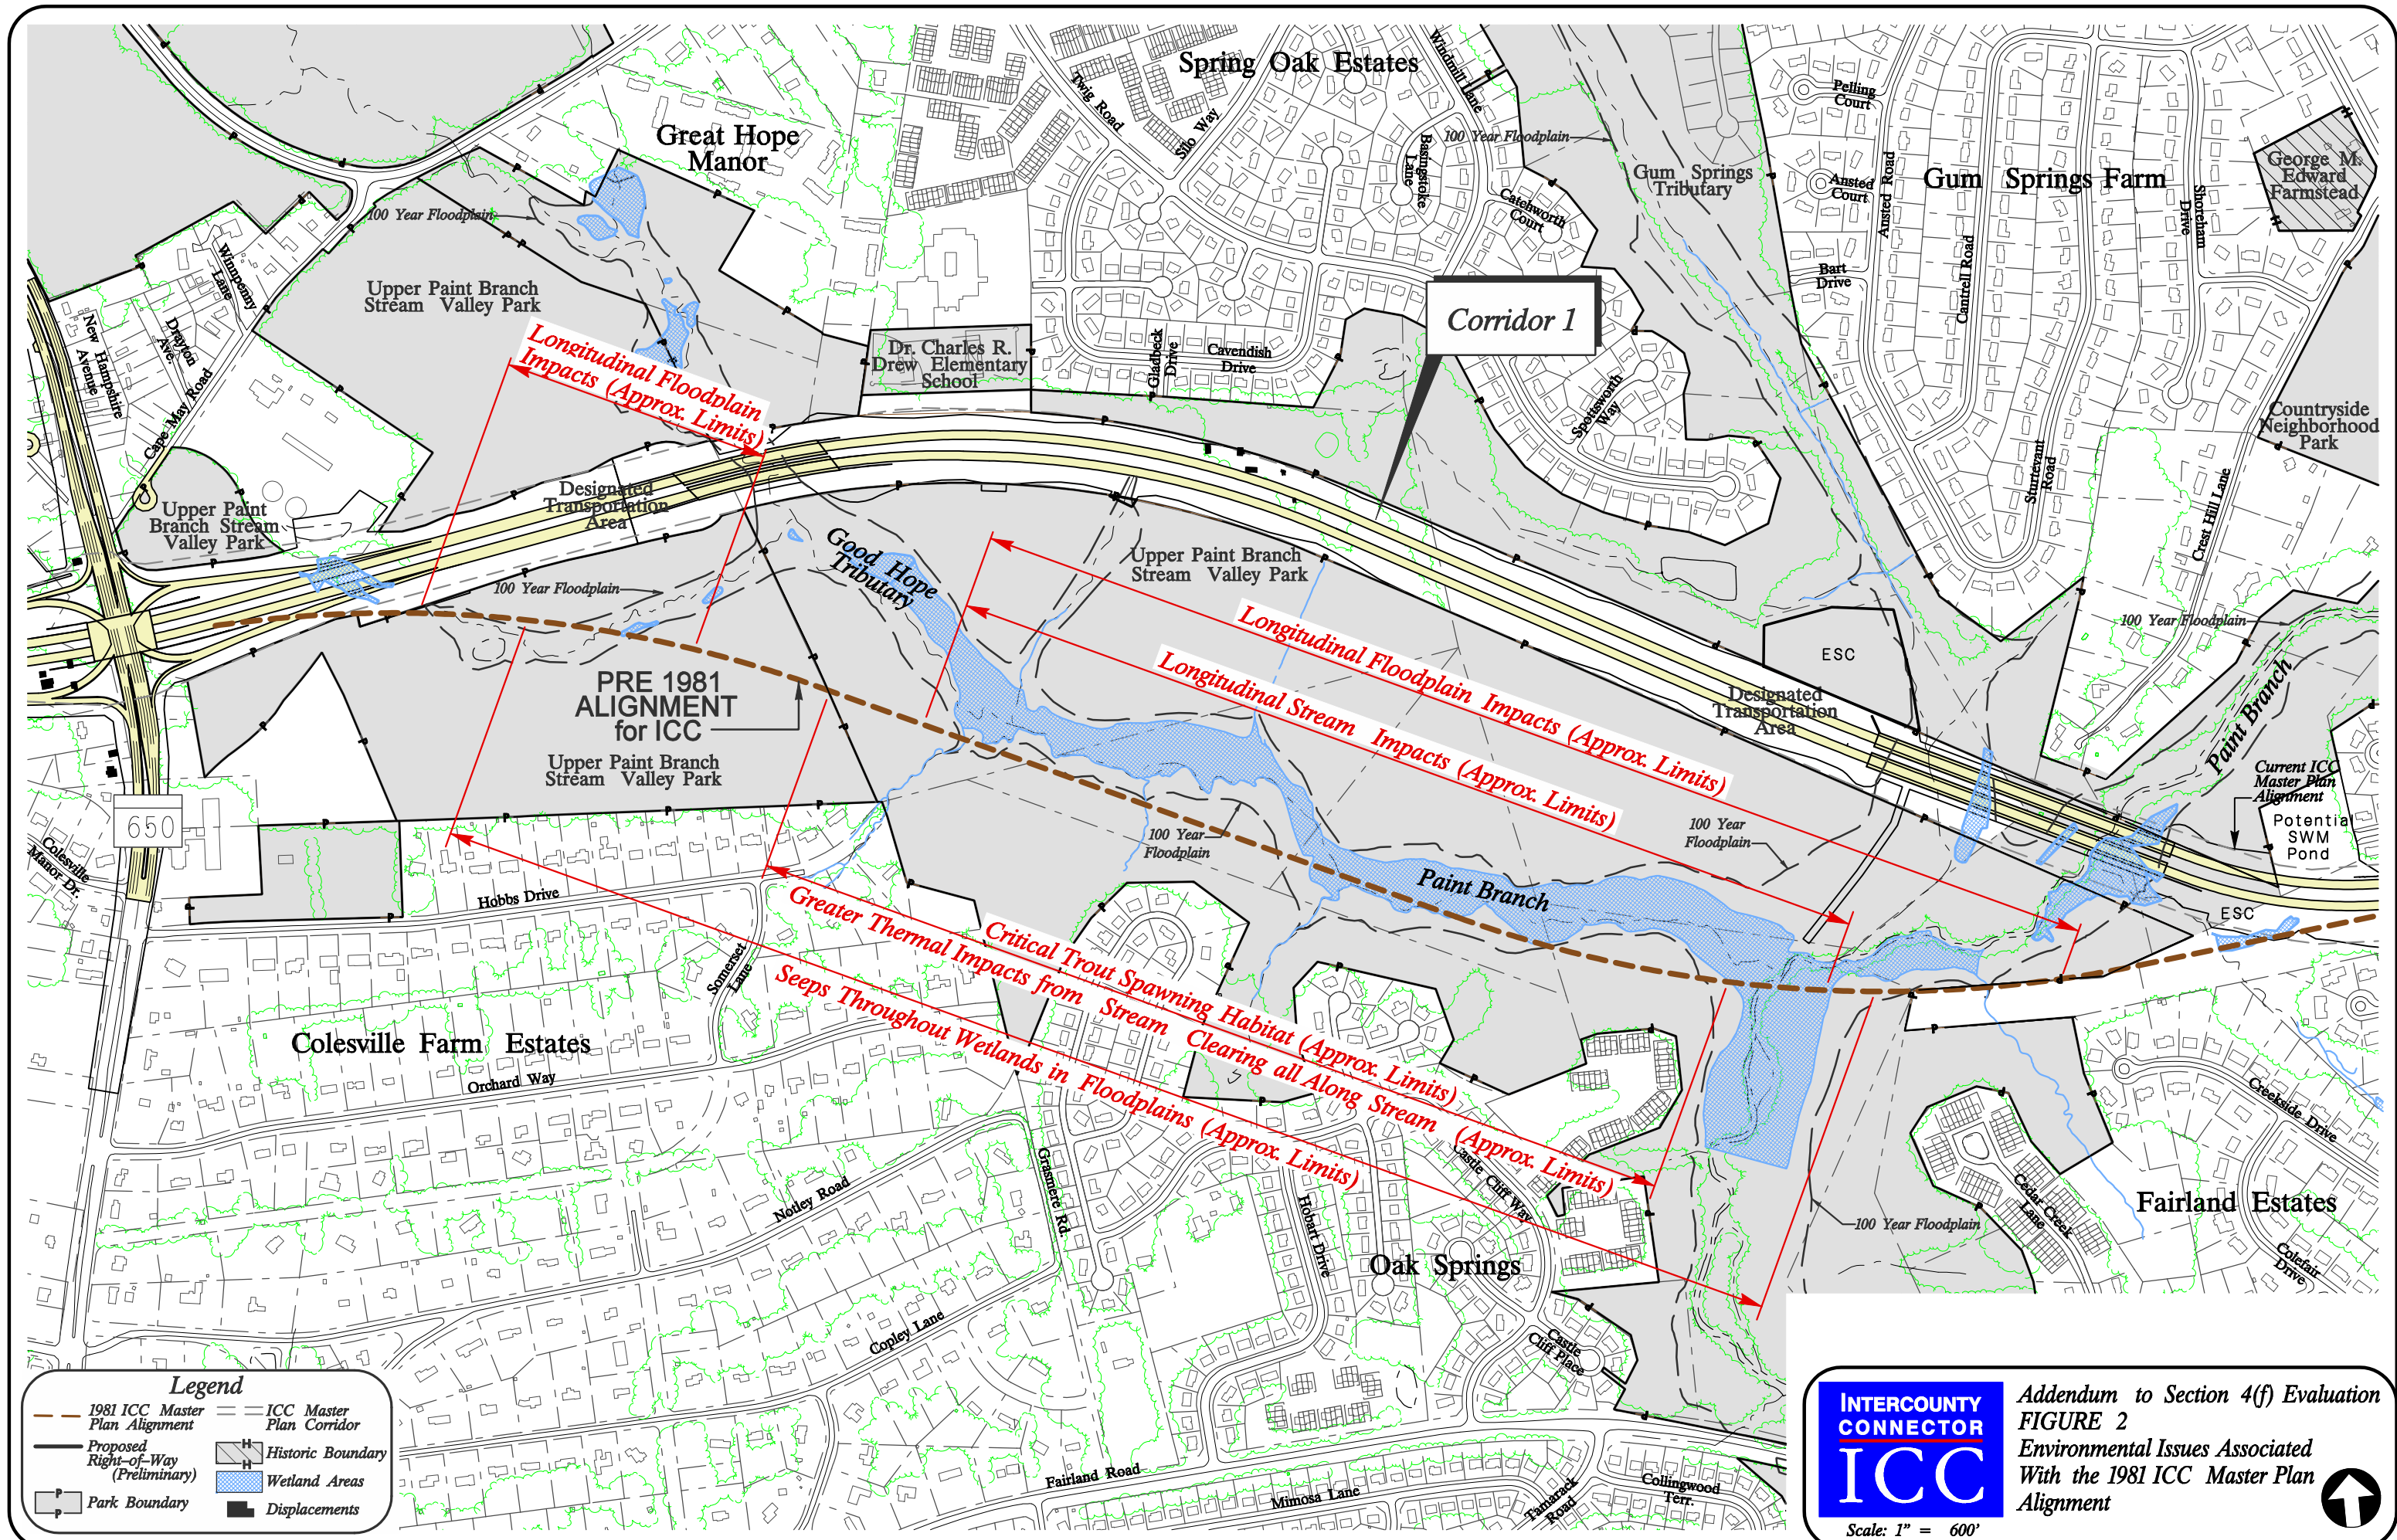 Spring Oak Estates
Great Hope
Manor
Twig Road
Silo Way
Windmill Lane
Basingstoke
Lane
100 Year Floodplain
Catchworth
Court
Gum Springs
Tributary
Pelling
Court
Ansted
Court
Ansted Road
Gum Springs Farm
Shoreham
Drive
George M.
Edward
Farmstead
Bart
Drive
Cantrell Road
100 Year Floodplain
Winnpenny
Lane
Drayton
Ave.
New Hampshire
Avenue
Cape May Road
Upper Paint Branch
Stream Valley Park
Longitudinal Floodplain
Impacts (Approx. Limits)
Dr. Charles R.
Drew Elementary
School
Gladbeck
Drive
Cavendish
Drive
Corridor 1
Spottsworth
Way
Sturtevant
Road
Crest Hill Lane
Countryside
Neighborhood
Park
Upper Paint
Branch Stream
Valley Park
Designated
Transportation
Area
100 Year Floodplain
Good Hope
Tributary
Upper Paint Branch
Stream Valley Park
Longitudinal Floodplain Impacts (Approx. Limits)
Longitudinal Stream Impacts (Approx. Limits)
ESC
Designated
Transportation
Area
100 Year Floodplain
Paint Branch
Current ICC
Master Plan
Alignment
Potential
SWM
Pond
PRE 1981
ALIGNMENT
for ICC
Upper Paint Branch
Stream Valley Park
650
100 Year
Floodplain
100 Year
Floodplain
Paint Branch
ESC
Colesville
Manor Dr.
Hobbs Drive
Somerset
Lane
Critical Trout Spawning Habitat (Approx. Limits)
Greater Thermal Impacts from Stream Clearing all Along Stream (Approx. Limits)
Seeps Throughout Wetlands in Floodplains (Approx. Limits)
Colesville Farm Estates
Orchard Way
Notley Road
Grasmere Rd.
Hobart Drive
Castle Cliff Way
Oak Springs
Castle
Cliff Place
Copley Lane
100 Year Floodplain
Cedar Creek
Lane
Creekside Drive
Fairland Estates
Colefair
Drive
Fairland Road
Mimosa Lane
Tamarack
Road
Collingwood
Terr.
Legend
1981 ICC Master
Plan Alignment
ICC Master
Plan Corridor
Proposed
Right-of-Way
(Preliminary)
H
H
Historic Boundary
Wetland Areas
P
P
Park Boundary
Displacements
INTERCOUNTY
CONNECTOR
ICC
Scale: 1" = 600'
Addendum to Section 4(f) Evaluation
FIGURE 2
Environmental Issues Associated
With the 1981 ICC Master Plan
Alignment